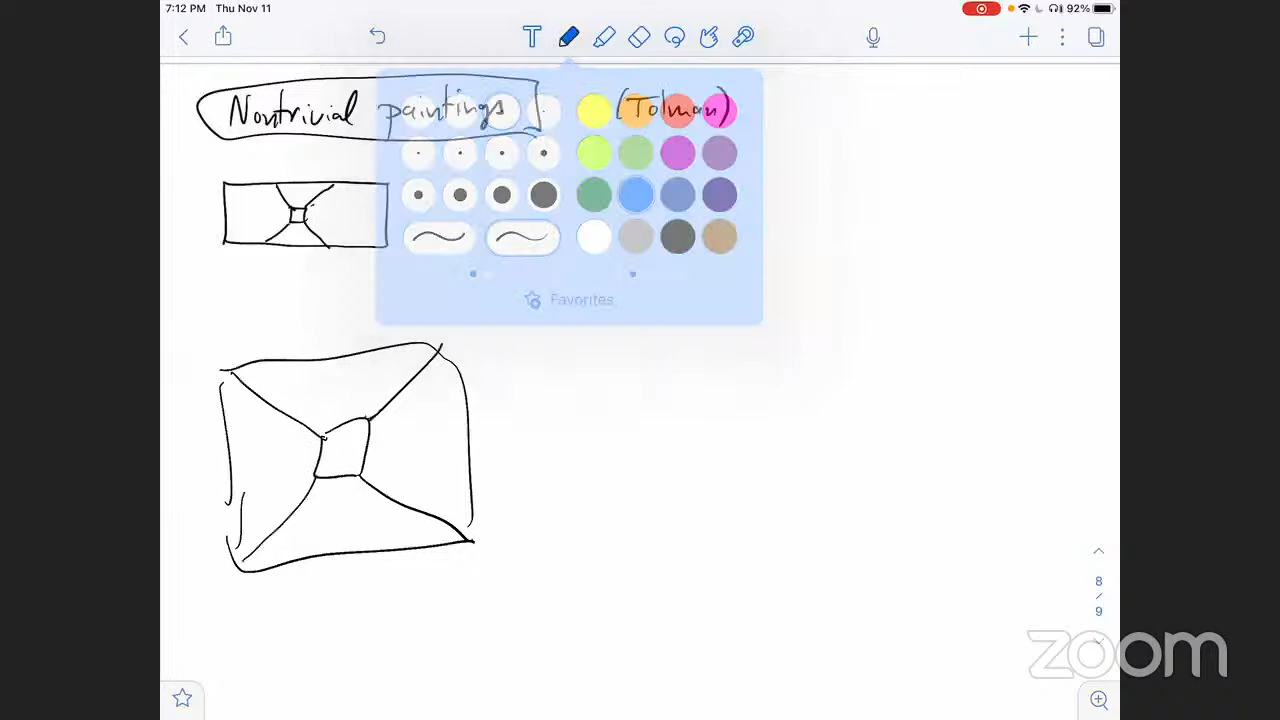 7:12 PM Thu Nov 11
92%
T
Nontrivial paintings (Tolman)
Favorites
8
/
9
zoom